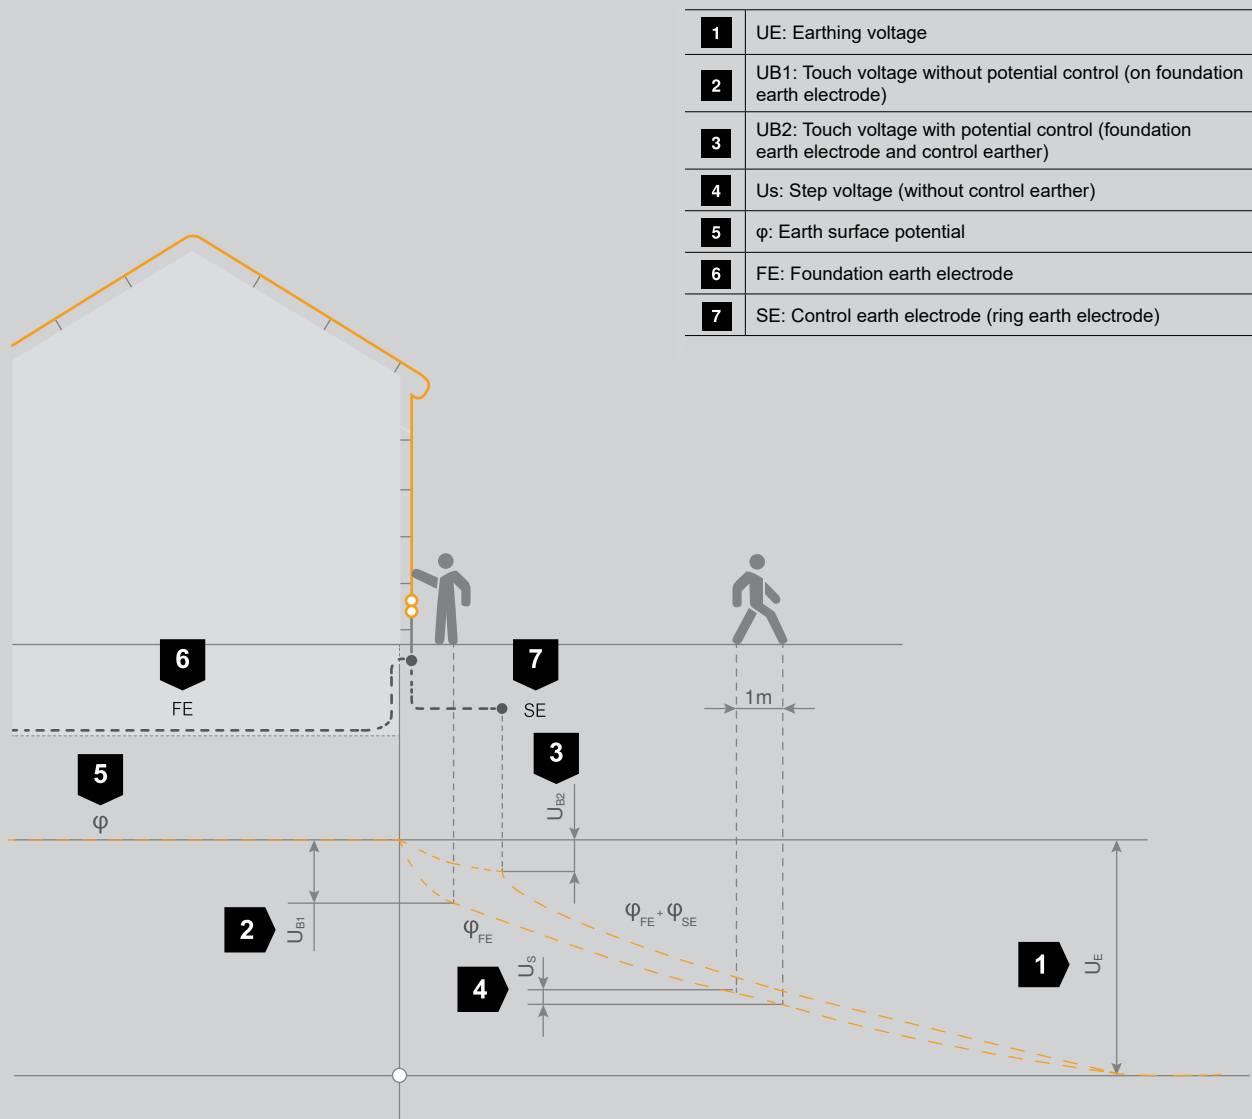 1 UE: Earthing voltage
2 UB1: Touch voltage without potential control (on foundation
earth electrode)
3 UB2: Touch voltage with potential control (foundation
earth electrode and control earther)
4 Us: Step voltage (without control earther)
5 φ: Earth surface potential
6 FE: Foundation earth electrode
7 SE: Control earth electrode (ring earth electrode)
6
FE
7
SE
1m
3
UB2
5
φ
2
UB1
φFE
φFE + φSE
4
US
1
UE